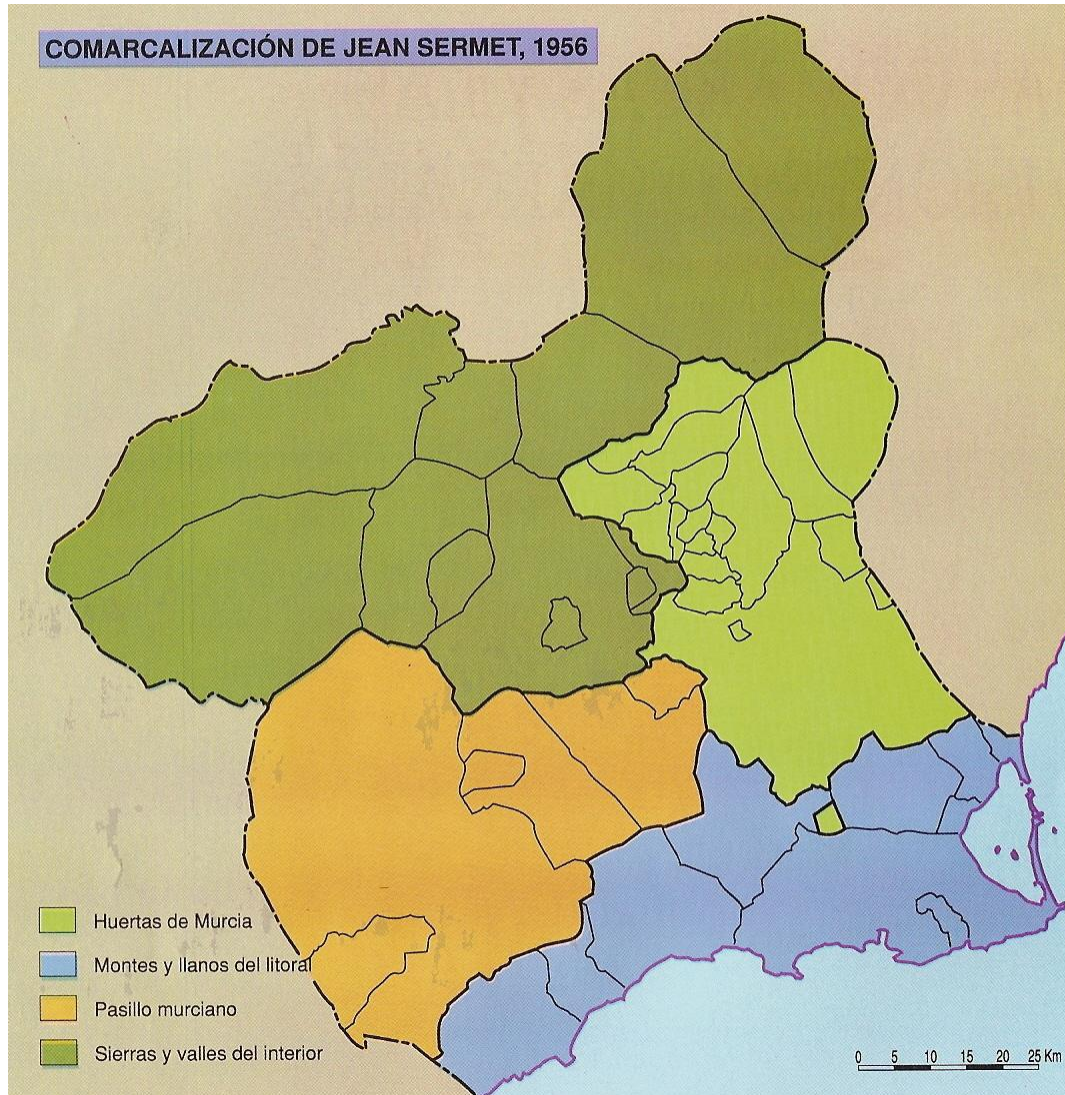 COMARCALIZACIÓN DE JEAN SERMET, 1956
Huertas de Murcia
Montes y llanos del litoral
Pasillo murciano
Sierras y valles del interior
0 5 10 15 20 25 Km